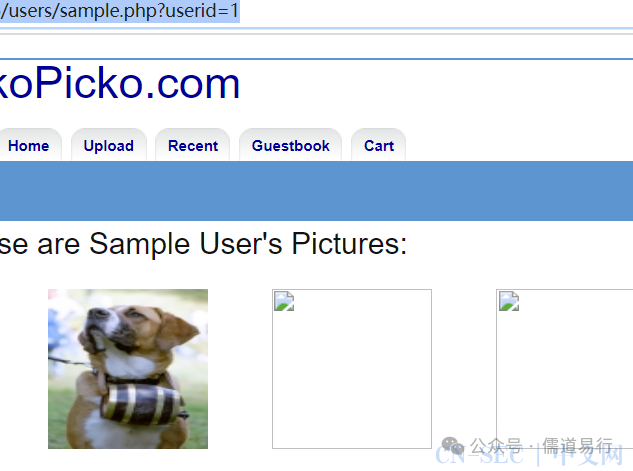 /users/sample.php?userid=1
koPicko.com
Home Upload Recent Guestbook Cart
se are Sample User's Pictures:
公众号 · 儒道易行
CN-SEC 中文网